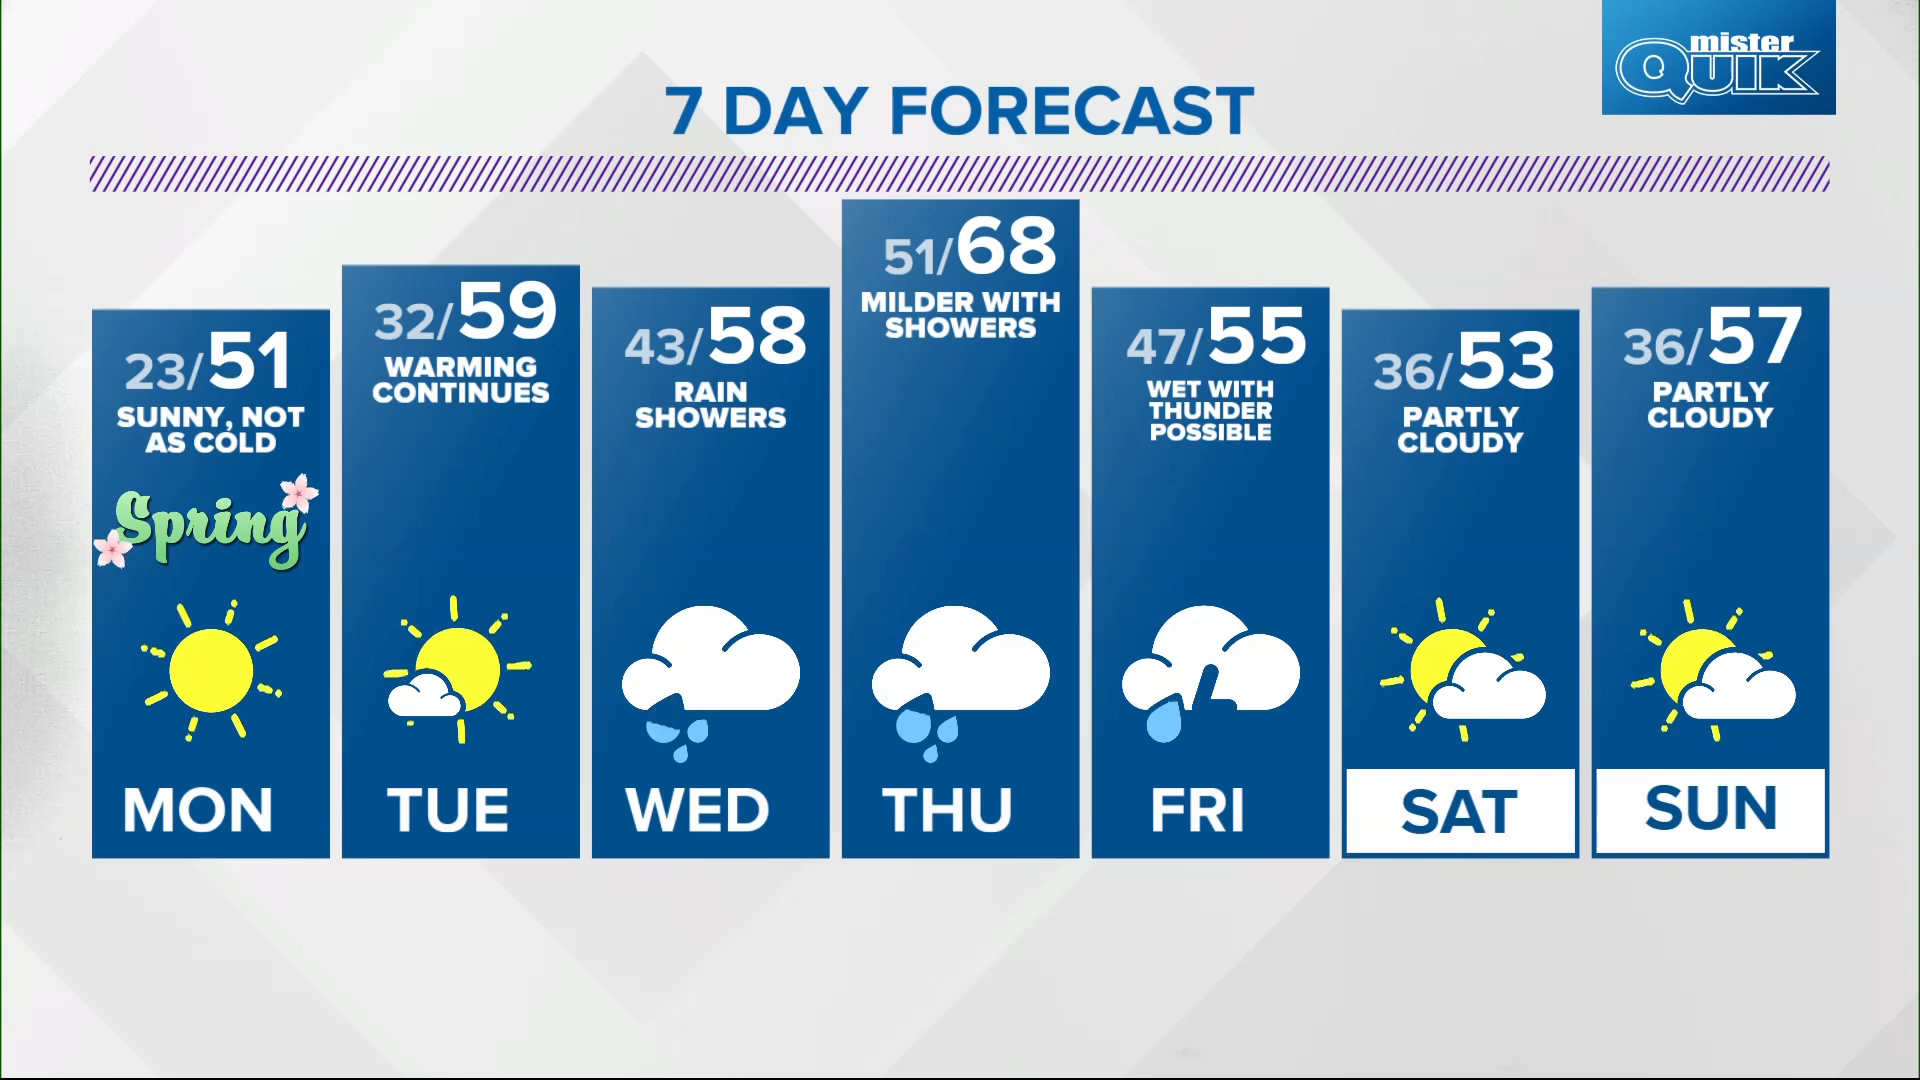 mister
QUIK
7 DAY FORECAST
23/51
SUNNY, NOT
AS COLD
Spring
MON
32/59
WARMING
CONTINUES
TUE
43/58
RAIN
SHOWERS
WED
51/68
MILDER WITH
SHOWERS
THU
47/55
WET WITH
THUNDER
POSSIBLE
FRI
36/53
PARTLY
CLOUDY
SAT
36/57
PARTLY
CLOUDY
SUN